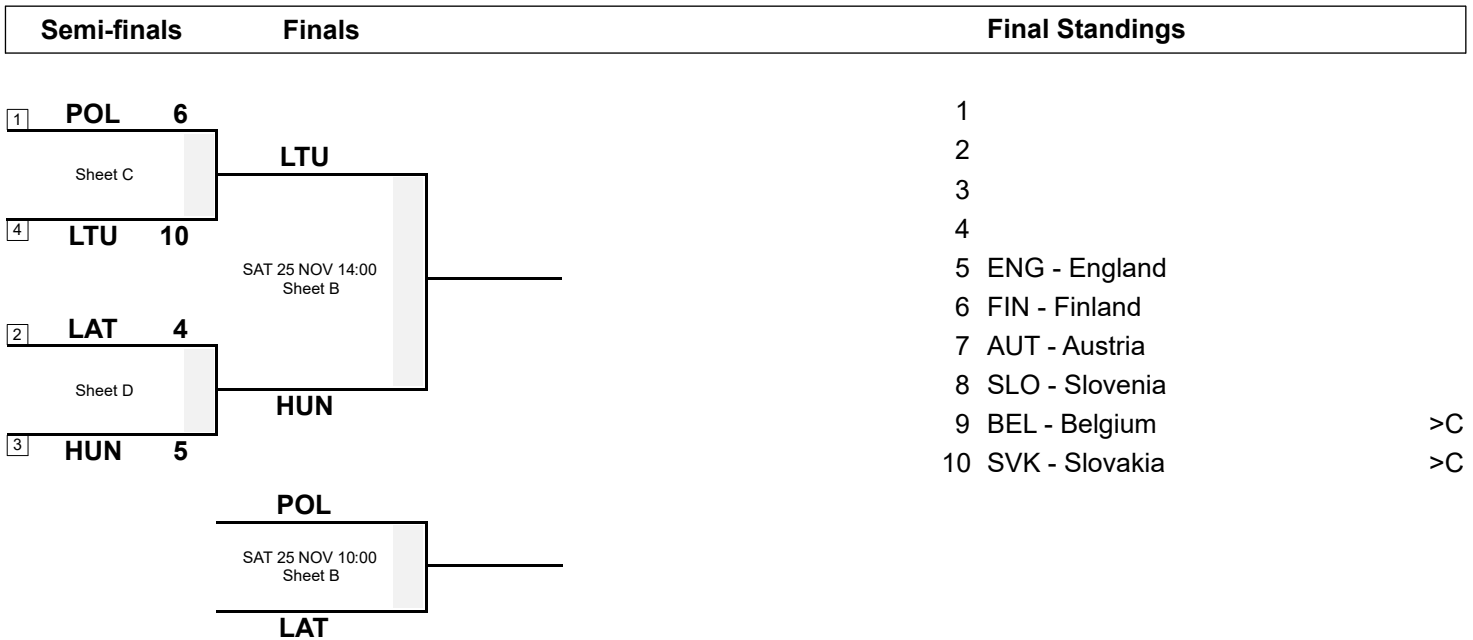 Semi-finals Finals Final Standings
1 POL 6
Sheet C
4 LTU 10
LTU
SAT 25 NOV 14:00
Sheet B
HUN
2 LAT 4
Sheet D
3 HUN 5
POL
SAT 25 NOV 10:00
Sheet B
LAT
1
2
3
4
5 ENG - England
6 FIN - Finland
7 AUT - Austria
8 SLO - Slovenia
9 BEL - Belgium >C
10 SVK - Slovakia >C